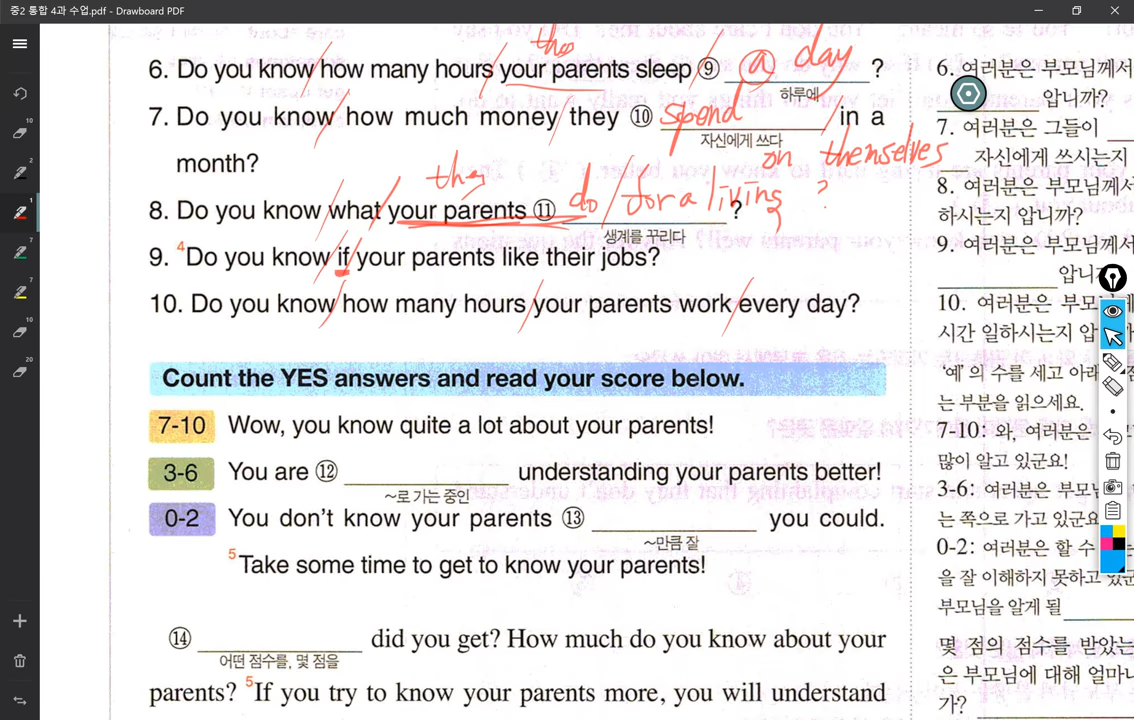 중2 통합 4과 수업.pdf - Drawboard PDF
6. Do you know how many hours your parents sleep ⑨ a day ?
하루에
7. Do you know how much money they ⑩ spend on themselves in a
자신에게 쓰다
month?
8. Do you know what your parents ⑪ do for a living ?
생계를 꾸리다
9. ⁴Do you know if your parents like their jobs?
10. Do you know how many hours your parents work every day?
Count the YES answers and read your score below.
7-10 Wow, you know quite a lot about your parents!
3-6 You are ⑫ ________ understanding your parents better!
~로 가는 중인
0-2 You don't know your parents ⑬ ________ you could.
~만큼 잘
⁵Take some time to get to know your parents!
⑭ ________ did you get? How much do you know about your
어떤 점수를, 몇 점을
parents? ⁵If you try to know your parents more, you will understand
6. 여러분은 부모님께서
압니까?
7. 여러분은 그들이
자신에게 쓰시는지
8. 여러분은 부모님께서
하시는지 압니까?
9. 여러분은 부모님께서
10. 여러분은
시간 일하시는지
'예'의 수를 세고
는 부분을 읽으세요.
7-10: 와, 여러분은
많이 알고 있군요!
3-6: 여러분은
는 쪽으로 가고 있군요
0-2: 여러분은 할 수
을 잘 이해하지 못하고
부모님을 알게 될
몇 점의 점수를 받았는
은 부모님에 대해
가?